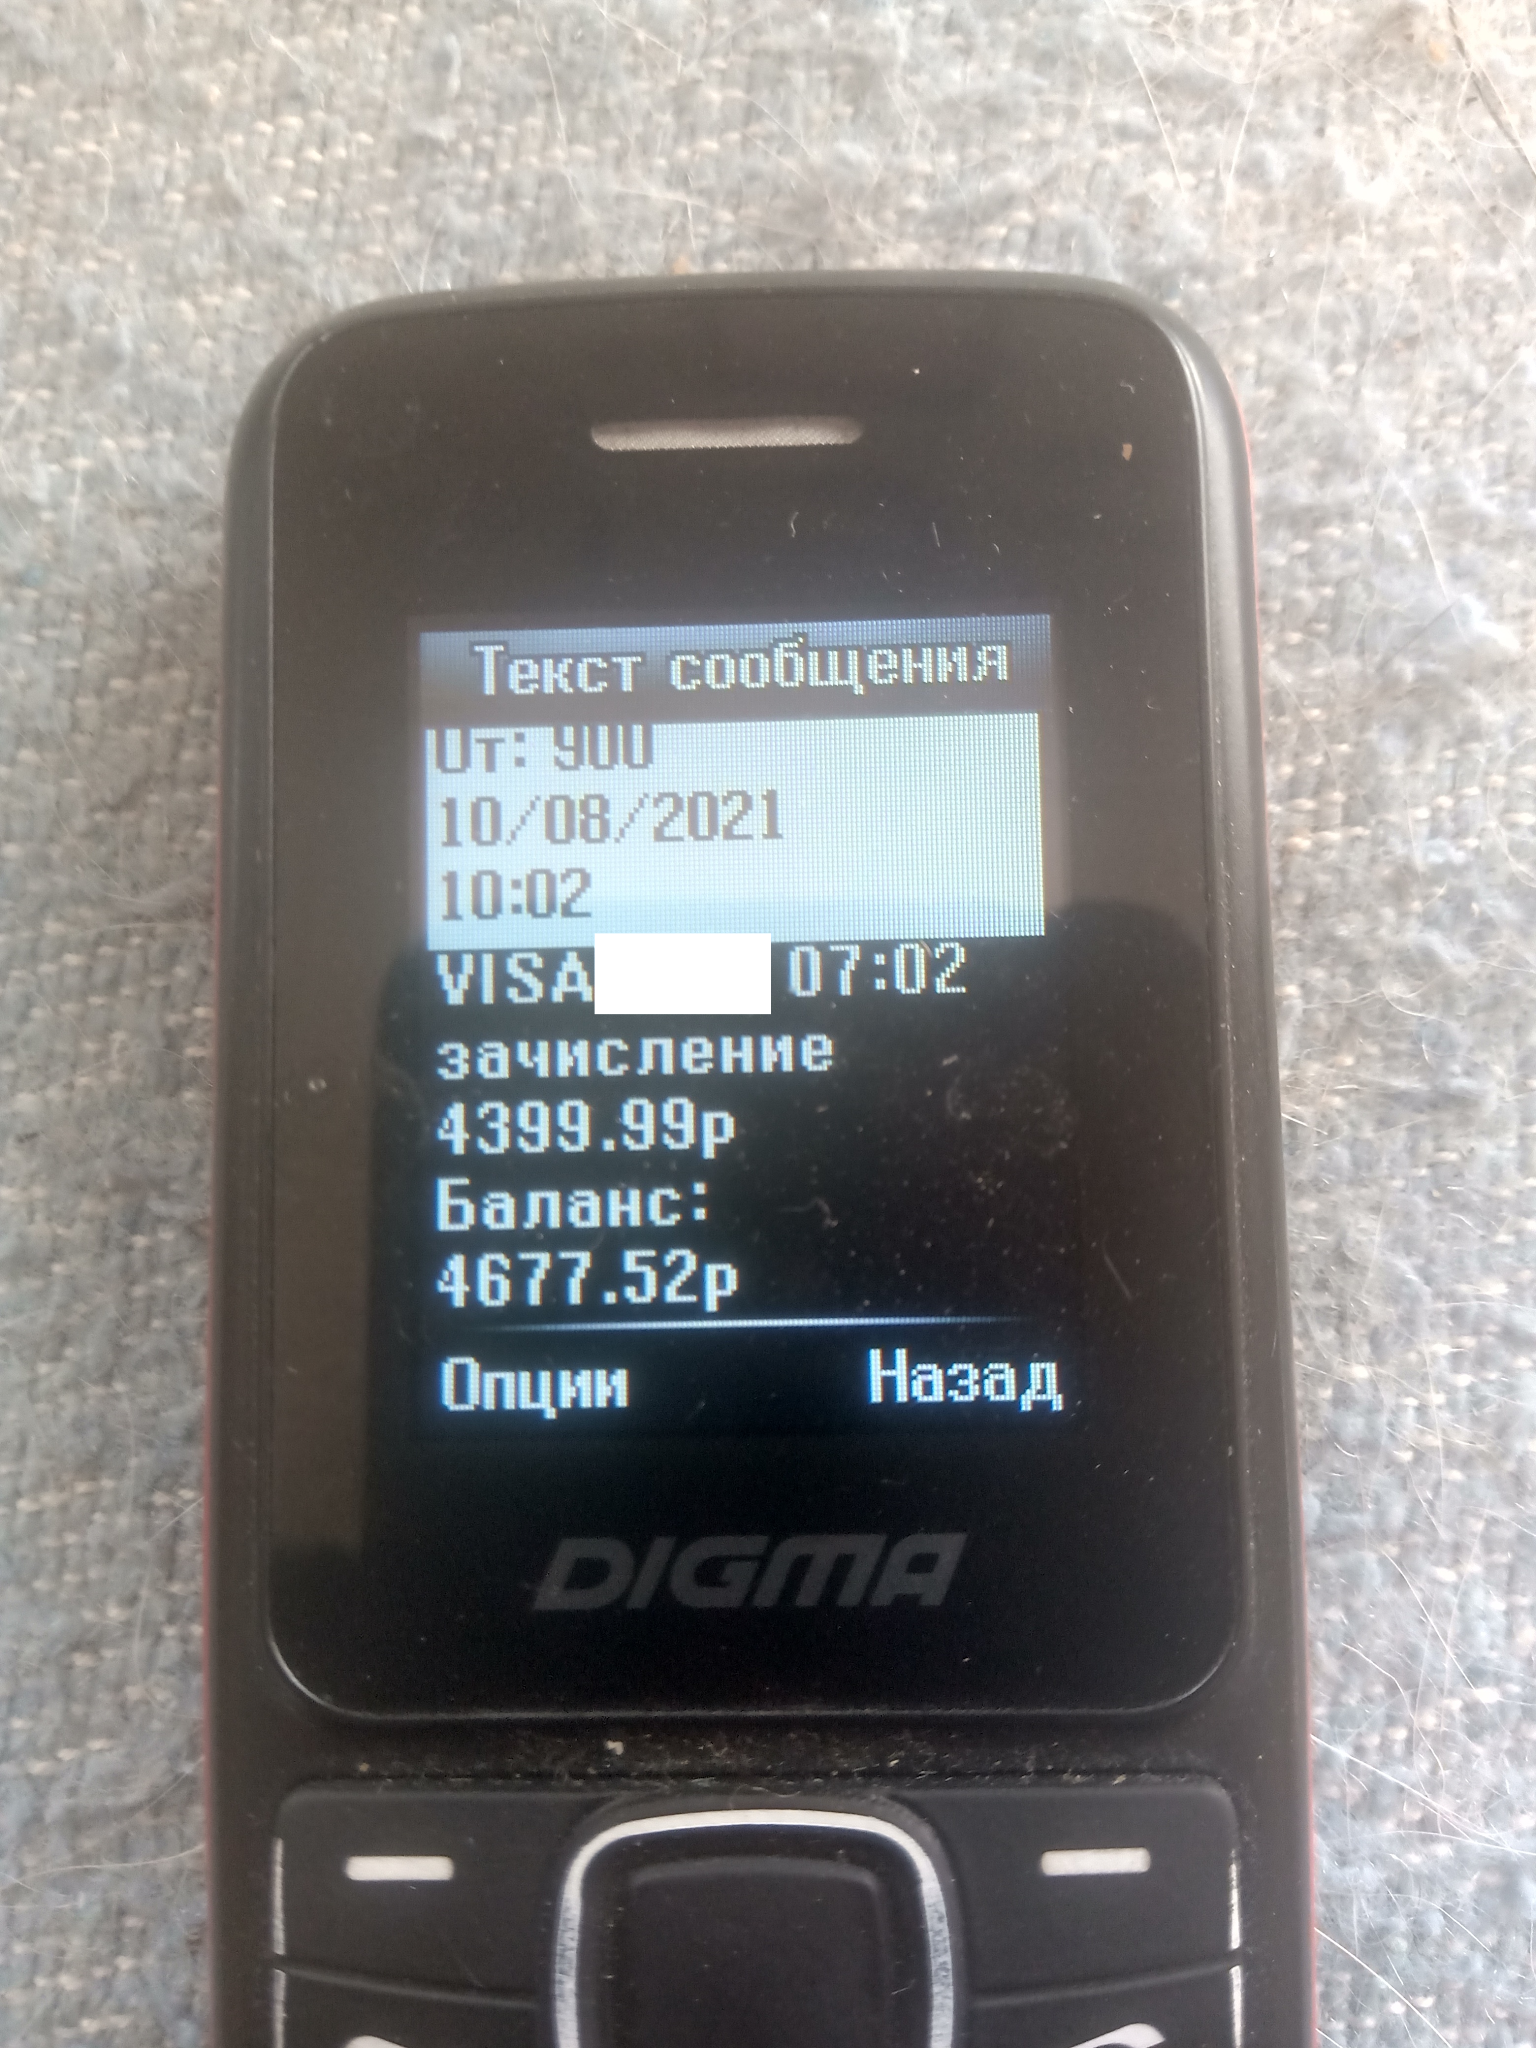 Текст сообщения
От: 900
10/08/2021
10:02
VISA 07:02
зачисление
4399.99р
Баланс:
4677.52р
Опции Назад
DIGMA